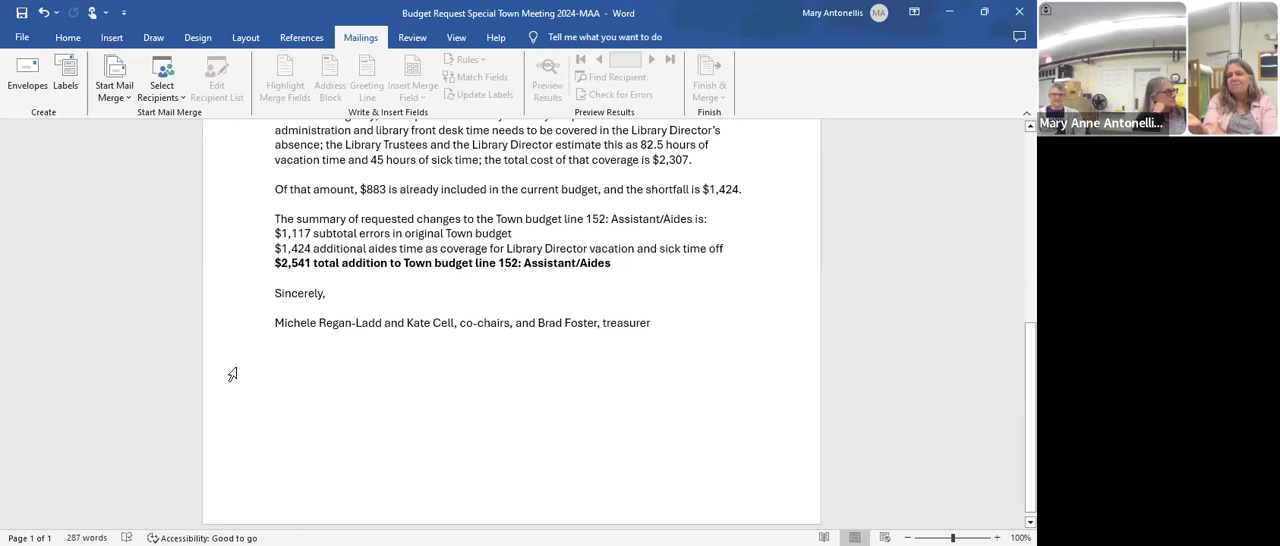 Budget Request Special Town Meeting 2024-MAA - Word
Mary Antonellis MA
File Home Insert Draw Design Layout References Mailings Review View Help Tell me what you want to do
Envelopes Labels
Create
Start Mail Merge
Select Recipients
Edit Recipient List
Start Mail Merge
Highlight Merge Fields
Address Block
Greeting Line
Insert Merge Field
Rules
Match Fields
Update Labels
Write & Insert Fields
Preview Results
Find Recipient
Check for Errors
Preview Results
Finish & Merge
Finish
Mary Anne Antonelli...
administration and library front desk time needs to be covered in the Library Director's
absence; the Library Trustees and the Library Director estimate this as 82.5 hours of
vacation time and 45 hours of sick time; the total cost of that coverage is $2,307.
Of that amount, $883 is already included in the current budget, and the shortfall is $1,424.
The summary of requested changes to the Town budget line 152: Assistant/Aides is:
$1,117 subtotal errors in original Town budget
$1,424 additional aides time as coverage for Library Director vacation and sick time off
$2,541 total addition to Town budget line 152: Assistant/Aides
Sincerely,
Michele Regan-Ladd and Kate Cell, co-chairs, and Brad Foster, treasurer
Page 1 of 1 287 words Accessibility: Good to go 100%